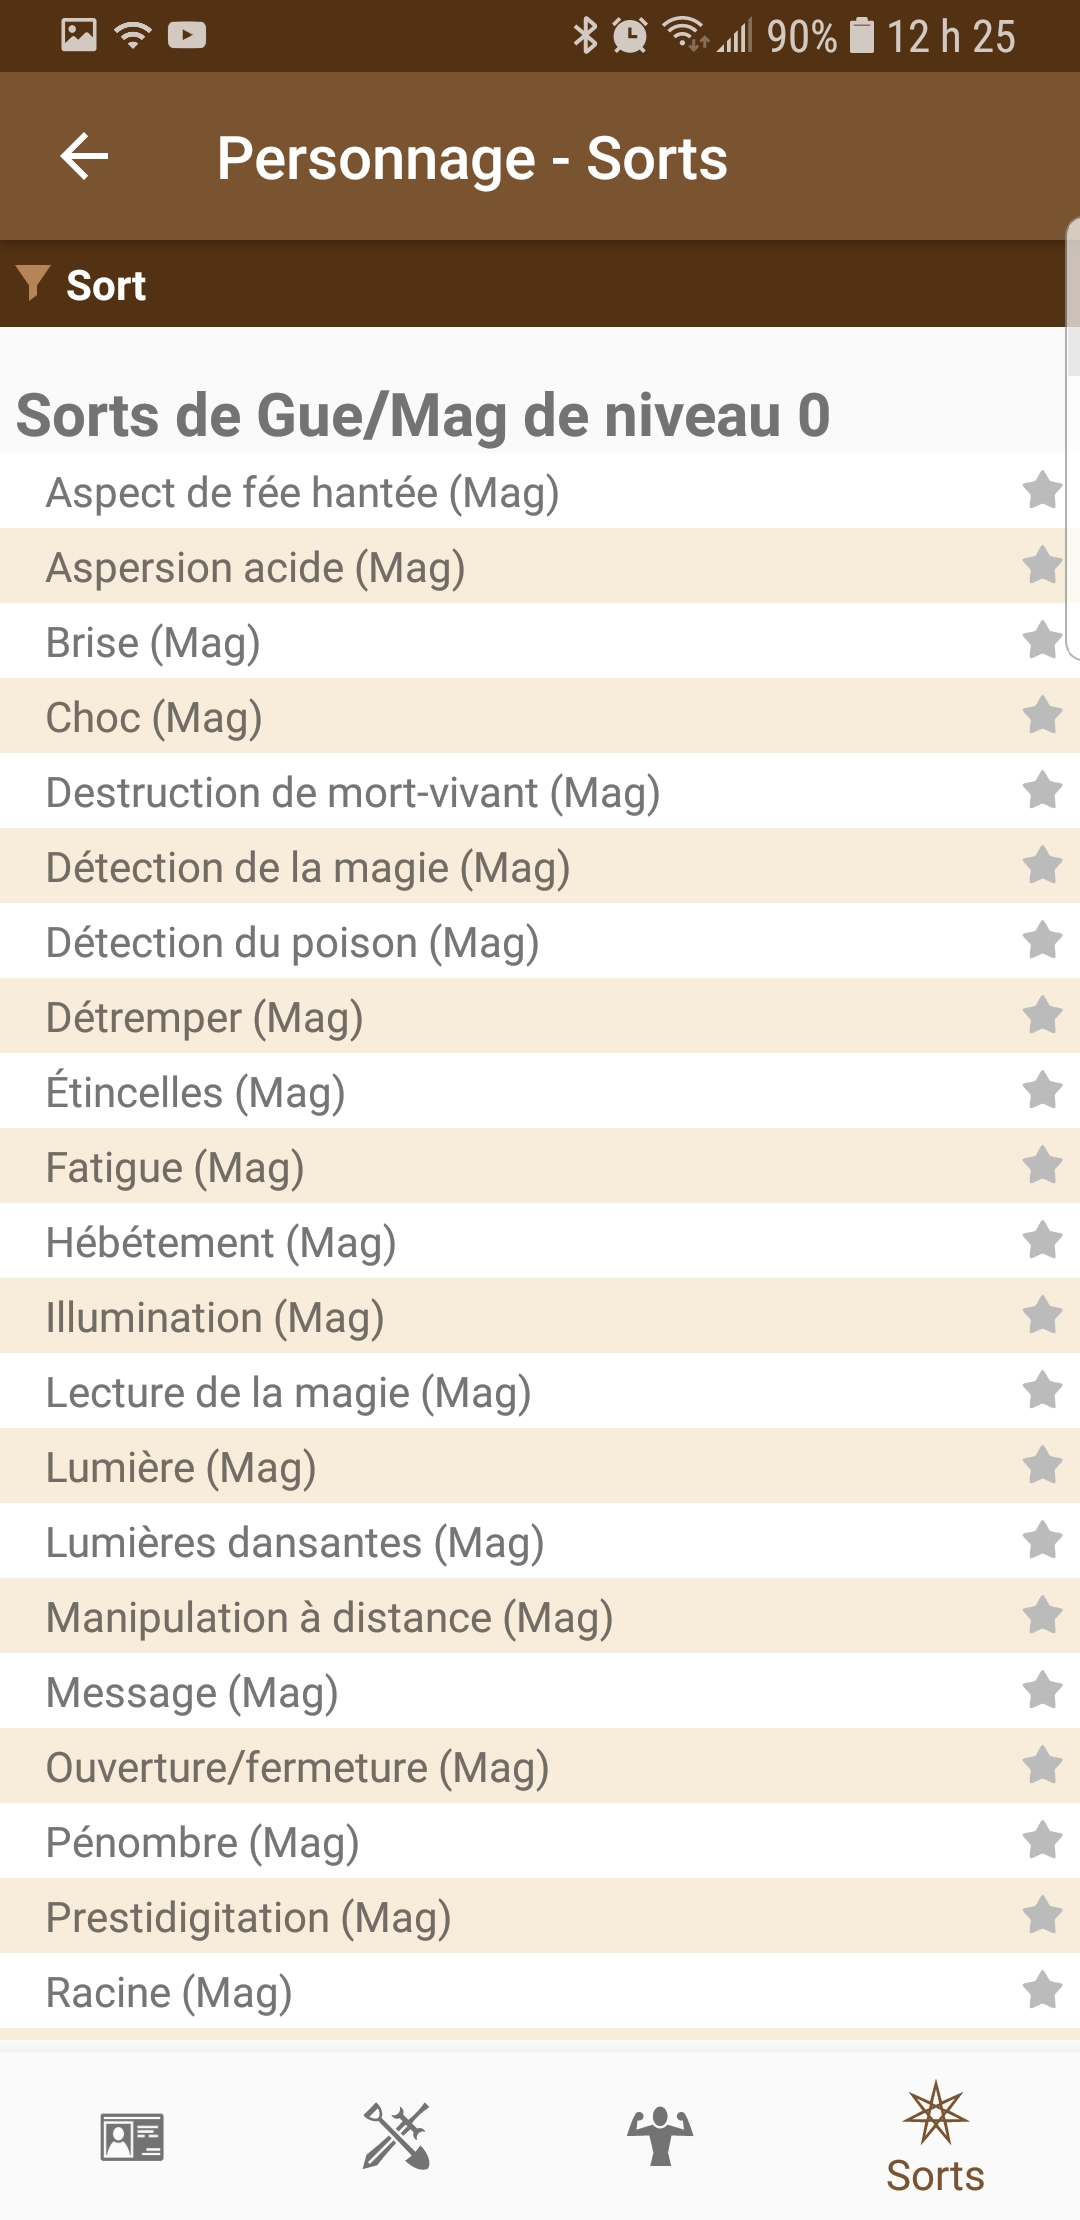 90% 12 h 25
Personnage - Sorts
Sort
Sorts de Gue/Mag de niveau 0
Aspect de fée hantée (Mag)
Aspersion acide (Mag)
Brise (Mag)
Choc (Mag)
Destruction de mort-vivant (Mag)
Détection de la magie (Mag)
Détection du poison (Mag)
Détremper (Mag)
Étincelles (Mag)
Fatigue (Mag)
Hébétement (Mag)
Illumination (Mag)
Lecture de la magie (Mag)
Lumière (Mag)
Lumières dansantes (Mag)
Manipulation à distance (Mag)
Message (Mag)
Ouverture/fermeture (Mag)
Pénombre (Mag)
Prestidigitation (Mag)
Racine (Mag)
Sorts